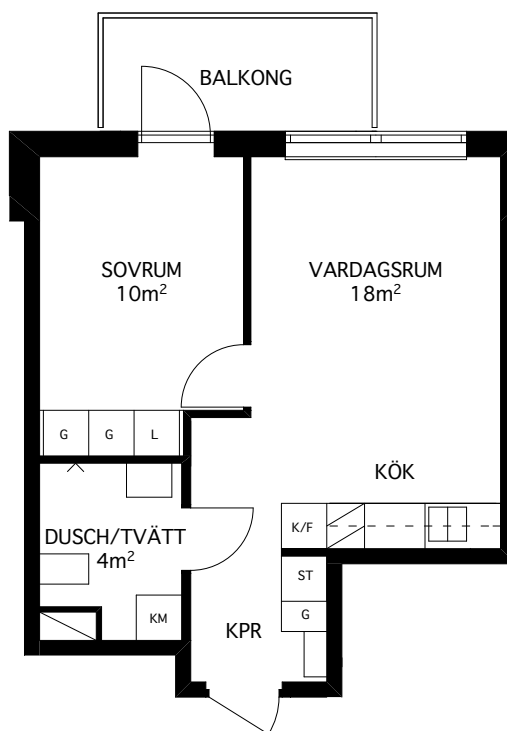 BALKONG
SOVRUM
10m²
VARDAGSRUM
18m²
G G L
KÖK
K/F
DUSCH/TVÄTT
4m²
ST
G
KM
KPR